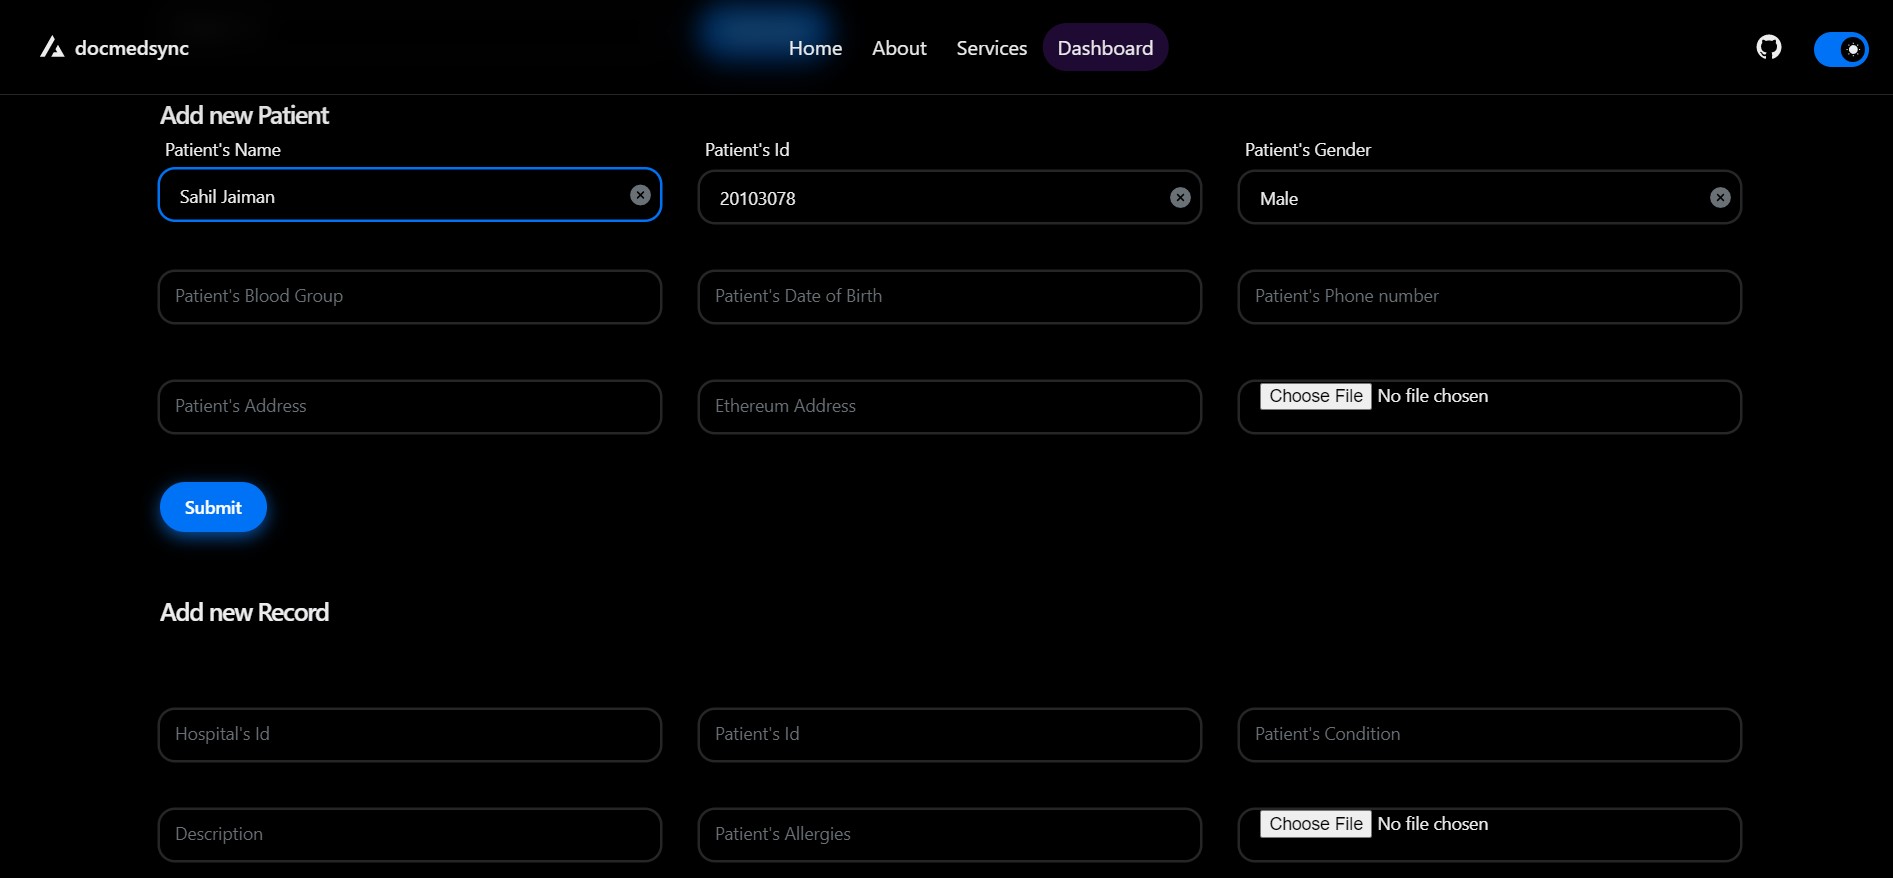 docmedsync
Home About Services Dashboard
Add new Patient
Patient's Name Patient's Id Patient's Gender
Sahil Jaiman 20103078 Male
Patient's Blood Group Patient's Date of Birth Patient's Phone number
Patient's Address Ethereum Address Choose File No file chosen
Submit
Add new Record
Hospital's Id Patient's Id Patient's Condition
Description Patient's Allergies Choose File No file chosen